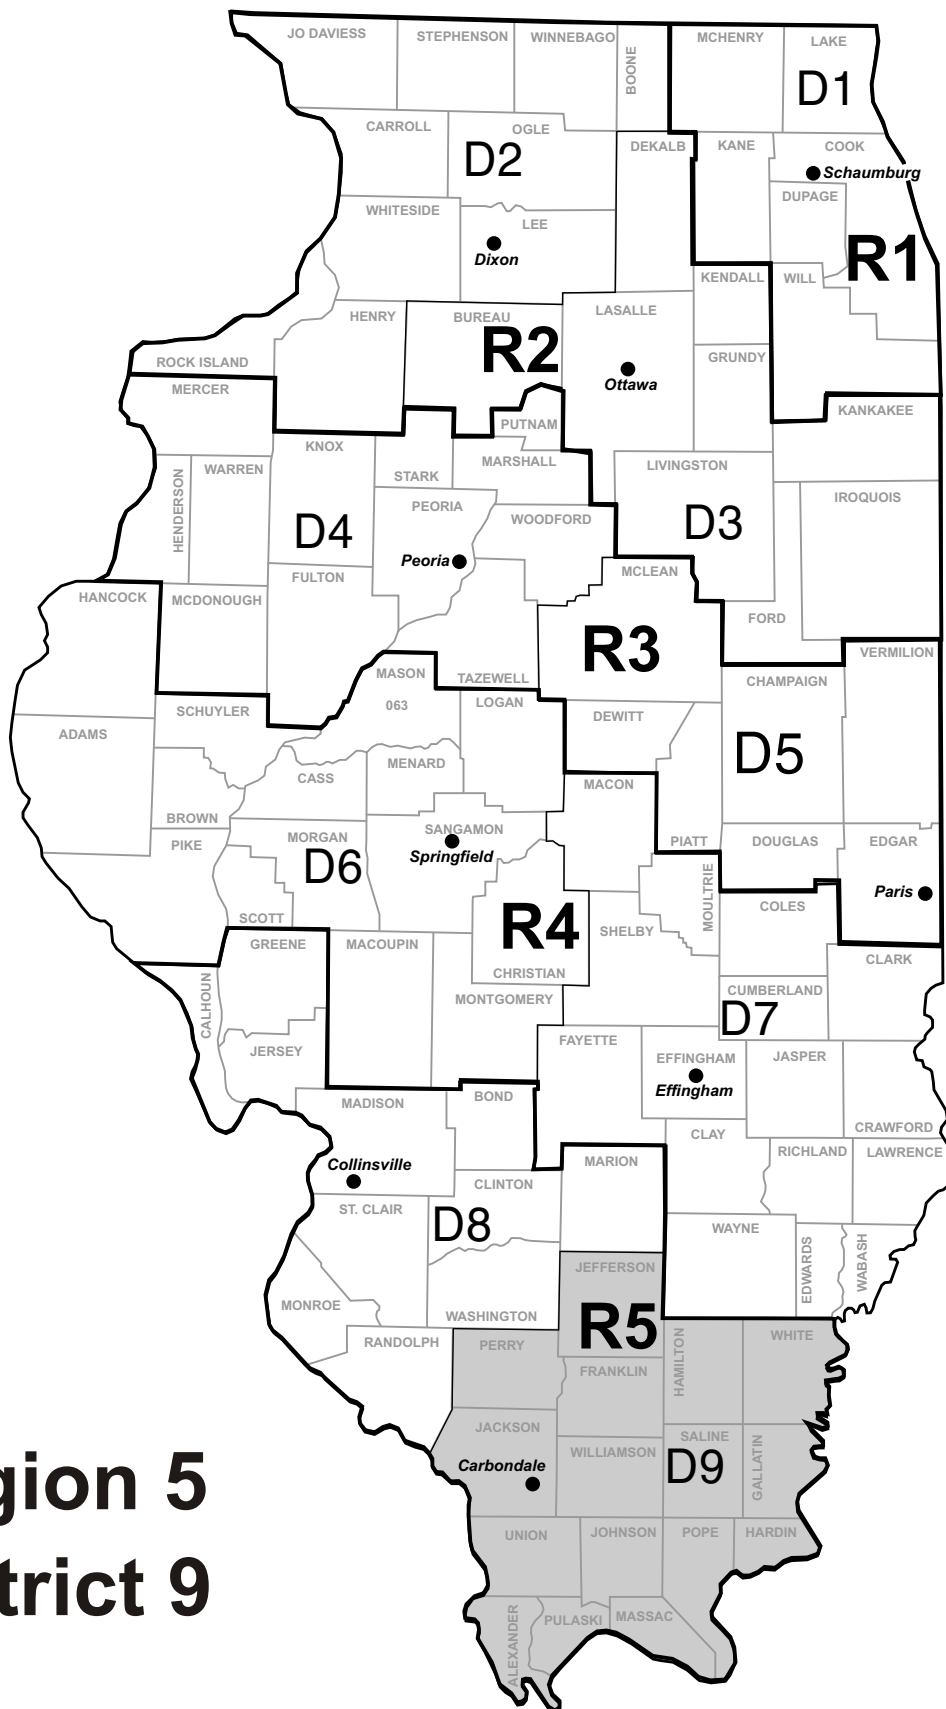 JO DAVIESS
STEPHENSON
WINNEBAGO
BOONE
MCHENRY
LAKE
D1
CARROLL
OGLE
D2
DEKALB
KANE
COOK
Schaumburg
DUPAGE
WHITESIDE
LEE
Dixon
R1
KENDALL
WILL
HENRY
BUREAU
R2
LASALLE
ROCK ISLAND
GRUNDY
Ottawa
MERCER
KANKAKEE
PUTNAM
KNOX
STARK
MARSHALL
HENDERSON
WARREN
LIVINGSTON
PEORIA
IROQUOIS
D4
WOODFORD
D3
Peoria
FULTON
MCLEAN
HANCOCK
MCDONOUGH
FORD
R3
VERMILION
MASON
TAZEWELL
CHAMPAIGN
063
LOGAN
SCHUYLER
DEWITT
ADAMS
D5
MENARD
CASS
MACON
BROWN
SANGAMON
PIKE
MORGAN
PIATT
DOUGLAS
EDGAR
Springfield
D6
MOULTRIE
Paris
SCOTT
COLES
R4
SHELBY
GREENE
MACOUPIN
CLARK
CHRISTIAN
CALHOUN
MONTGOMERY
CUMBERLAND
D7
FAYETTE
JERSEY
EFFINGHAM
JASPER
Effingham
BOND
MADISON
CLAY
CRAWFORD
RICHLAND
LAWRENCE
Collinsville
MARION
CLINTON
ST. CLAIR
D8
WAYNE
EDWARDS
WABASH
JEFFERSON
MONROE
WASHINGTON
R5
RANDOLPH
PERRY
HAMILTON
WHITE
FRANKLIN
JACKSON
SALINE
WILLIAMSON
Carbondale
D9
GALLATIN
gion 5
UNION
JOHNSON
POPE
HARDIN
trict 9
ALEXANDER
PULASKI
MASSAC